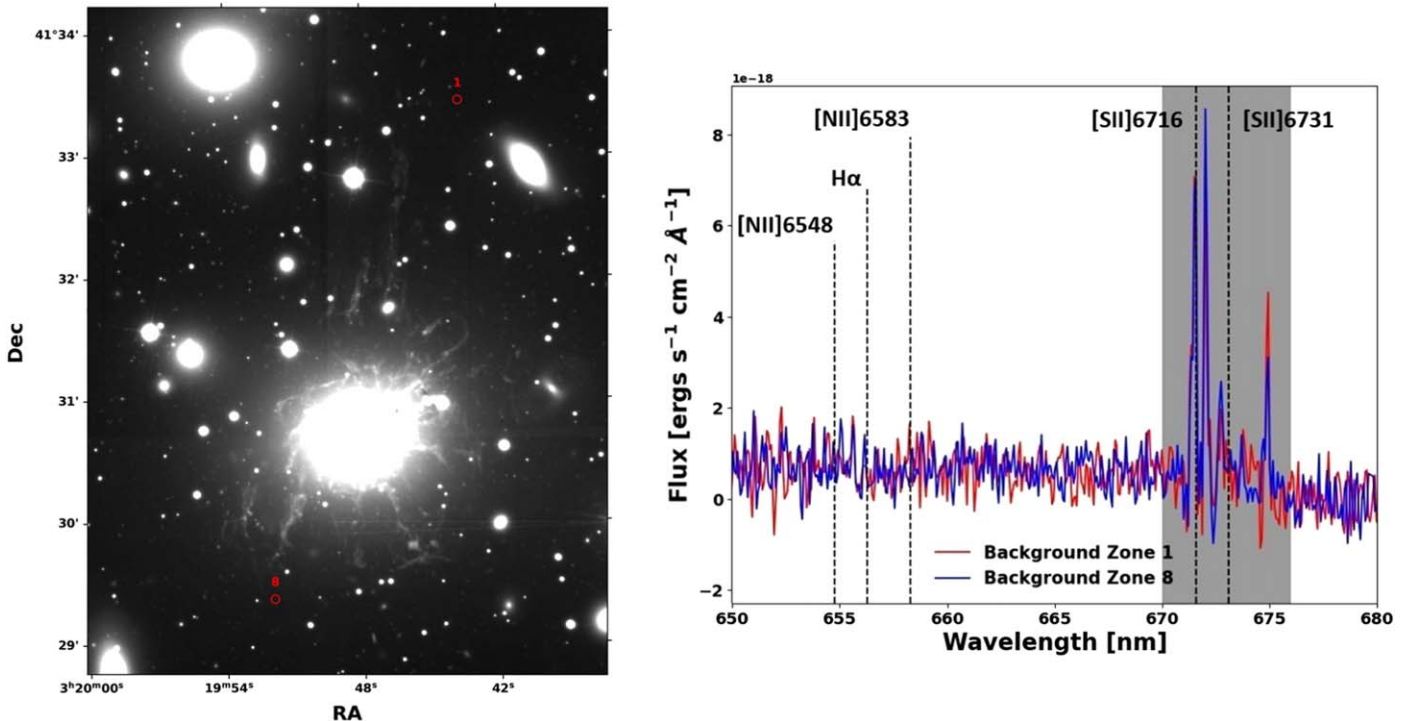 41°34'
33'
32'
31'
30'
29'
Dec
3ʰ20ᵐ00ˢ
19ᵐ54ˢ
48ˢ
42ˢ
RA
1
8
1e−18
8
6
4
2
0
−2
Flux [ergs s⁻¹ cm⁻² Å⁻¹]
[NII]6583
Hα
[NII]6548
[SII]6716
[SII]6731
Background Zone 1
Background Zone 8
650
655
660
665
670
675
680
Wavelength [nm]